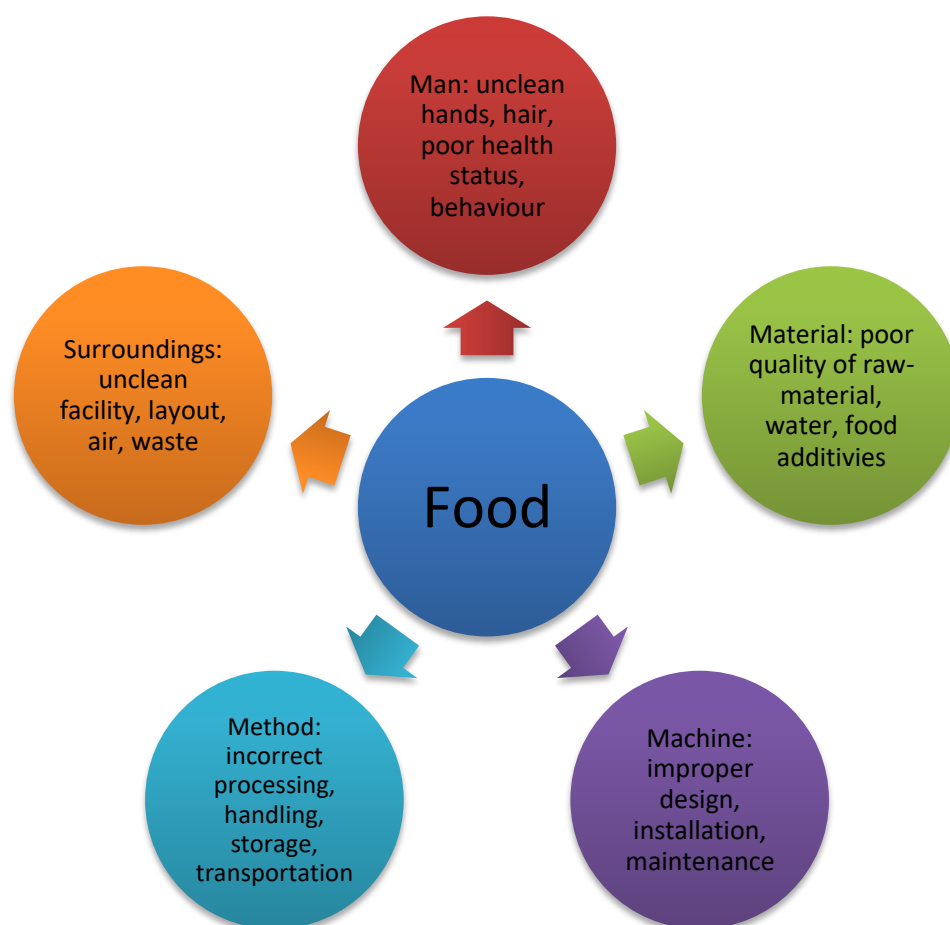 Man: unclean
hands, hair,
poor health
status,
behaviour
Surroundings:
unclean
facility, layout,
air, waste
Material: poor
quality of raw-
material,
water, food
additivies
Food
Method:
incorrect
processing,
handling,
storage,
transportation
Machine:
improper
design,
installation,
maintenance